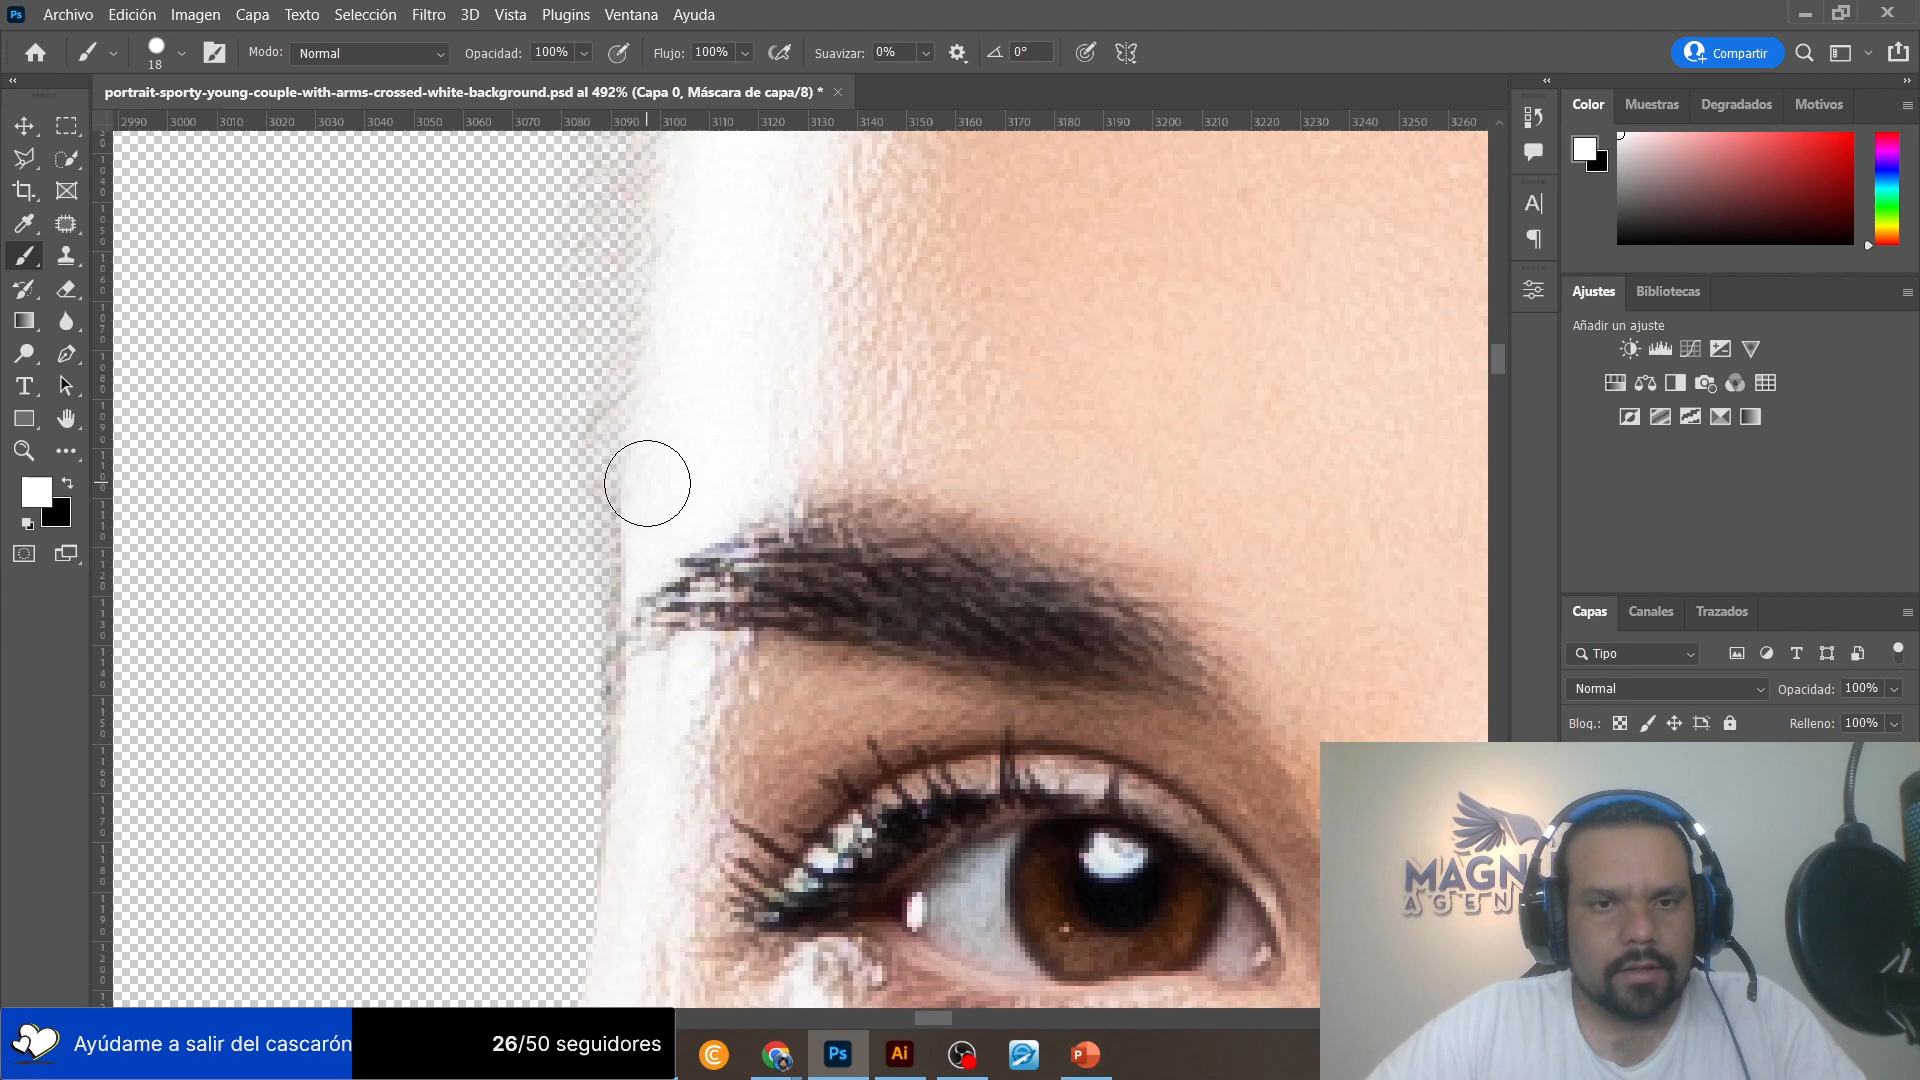 Ps Archivo Edición Imagen Capa Texto Selección Filtro 3D Vista Plugins Ventana Ayuda
18 Modo: Normal Opacidad: 100% Flujo: 100% Suavizar: 0% 0° Compartir
portrait-sporty-young-couple-with-arms-crossed-white-background.psd al 492% (Capa 0, Máscara de capa/8) *
2990 3000 3010 3020 3030 3040 3050 3060 3070 3080 3090 3100 3110 3120 3130 3140 3150 3160 3170 3180 3190 3200 3210 3220 3230 3240 3250 3260
Color Muestras Degradados Motivos
Ajustes Bibliotecas
Añadir un ajuste
Capas Canales Trazados
Tipo
Normal Opacidad: 100%
Bloq.: Relleno: 100%
MAGN
AGEN
Ayúdame a salir del cascarón 26/50 seguidores
Ps Ai